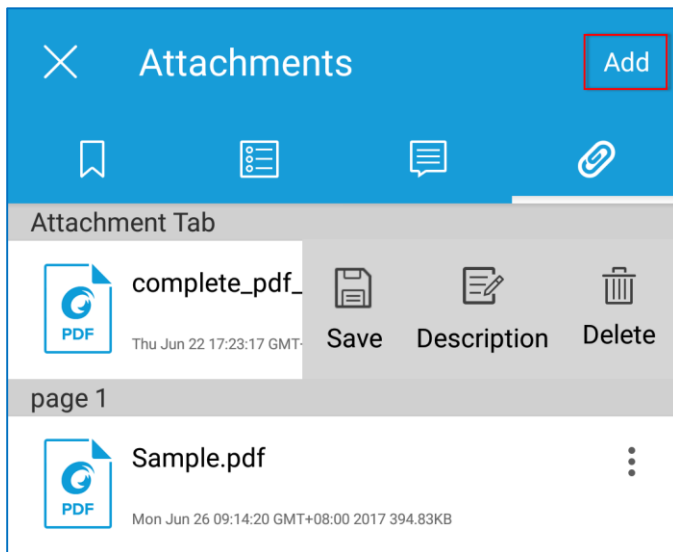 Attachments
Add
Attachment Tab
complete_pdf_
PDF
Thu Jun 22 17:23:17 GMT-
Save
Description
Delete
page 1
Sample.pdf
PDF
Mon Jun 26 09:14:20 GMT+08:00 2017 394.83KB